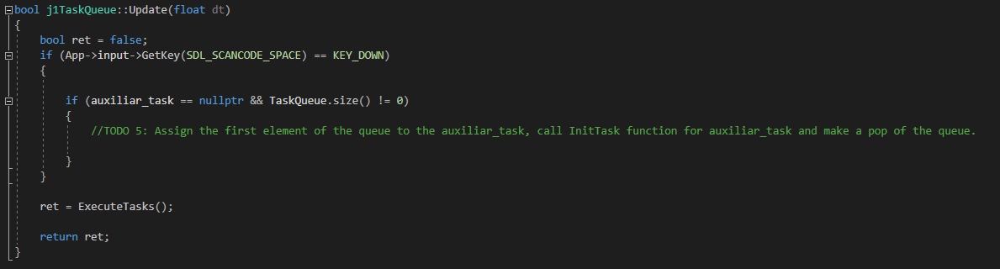 bool j1TaskQueue::Update(float dt)
{
bool ret = false;
if (App->input->GetKey(SDL_SCANCODE_SPACE) == KEY_DOWN)
{
if (auxiliar_task == nullptr && TaskQueue.size() != 0)
{
//TODO 5: Assign the first element of the queue to the auxiliar_task, call InitTask function for auxiliar_task and make a pop of the queue.
}
}
ret = ExecuteTasks();
return ret;
}